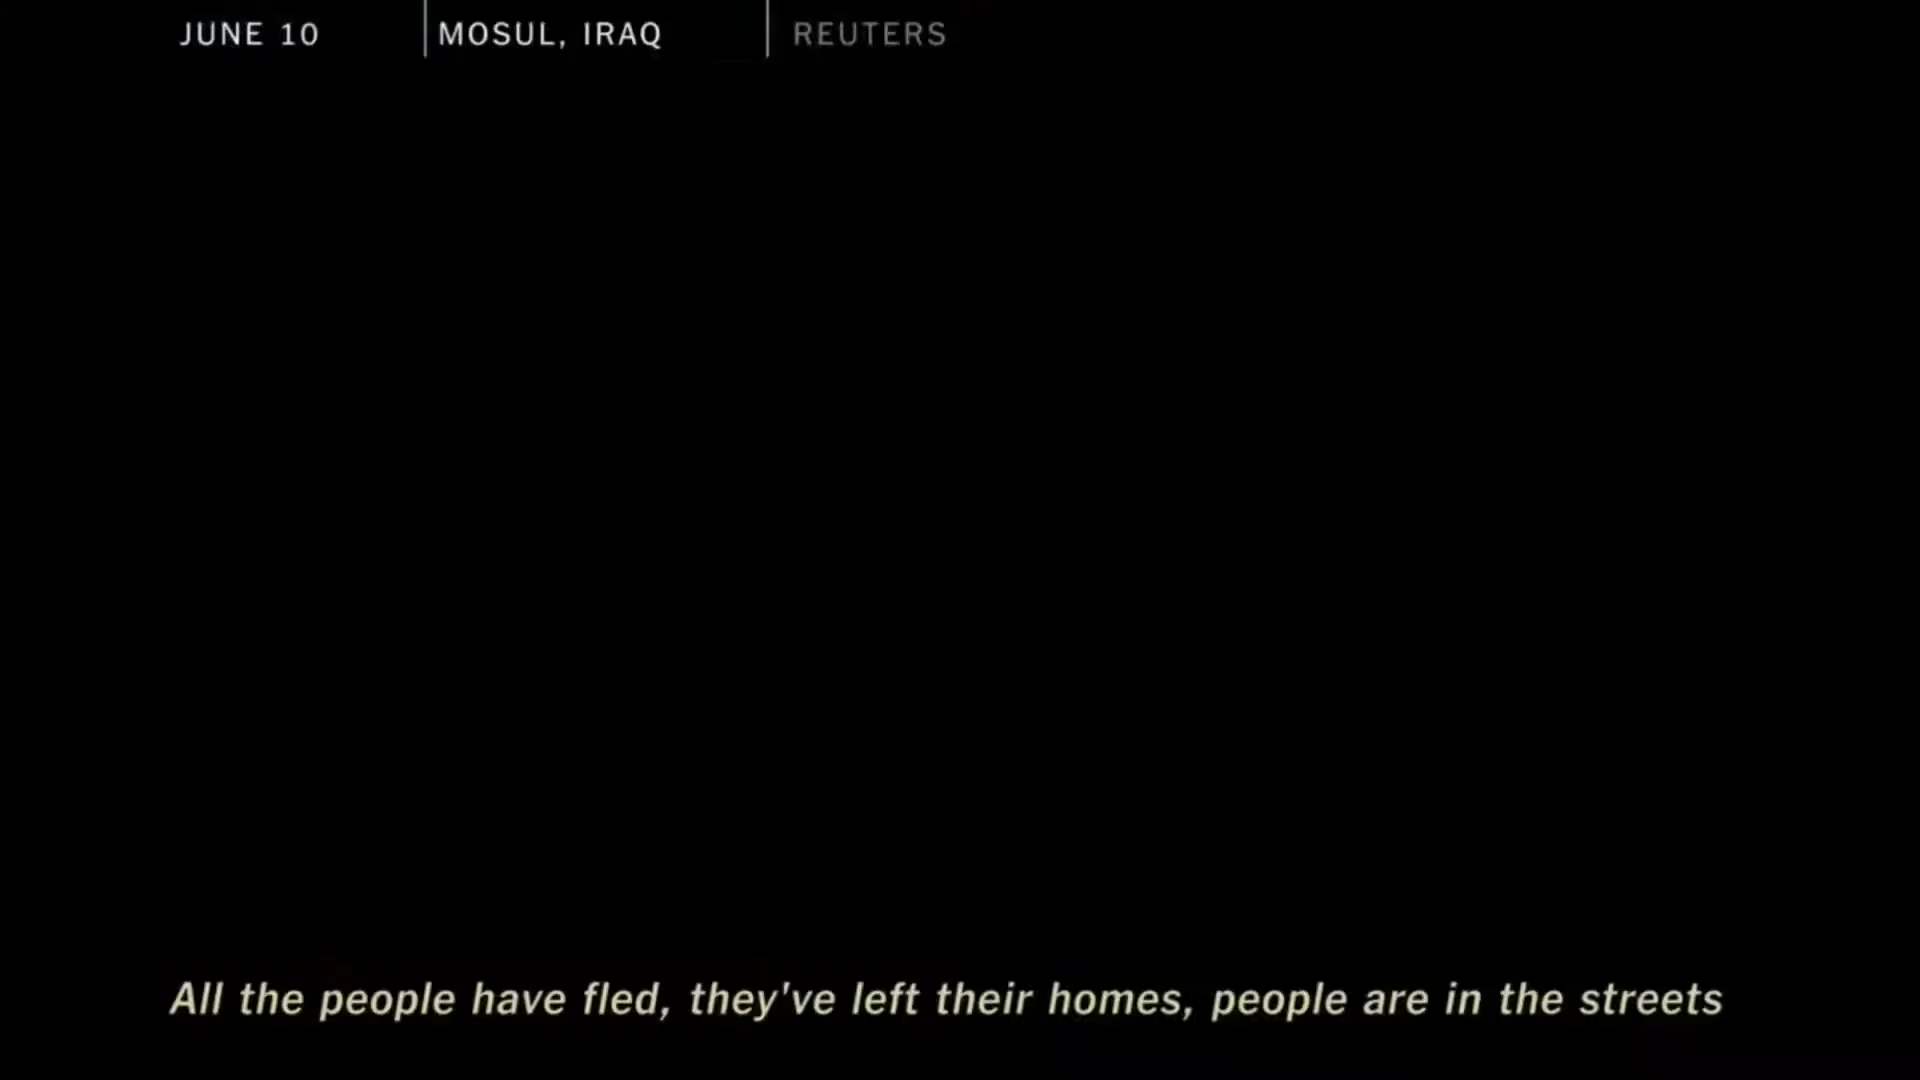 JUNE 10 MOSUL, IRAQ REUTERS
All the people have fled, they've left their homes, people are in the streets